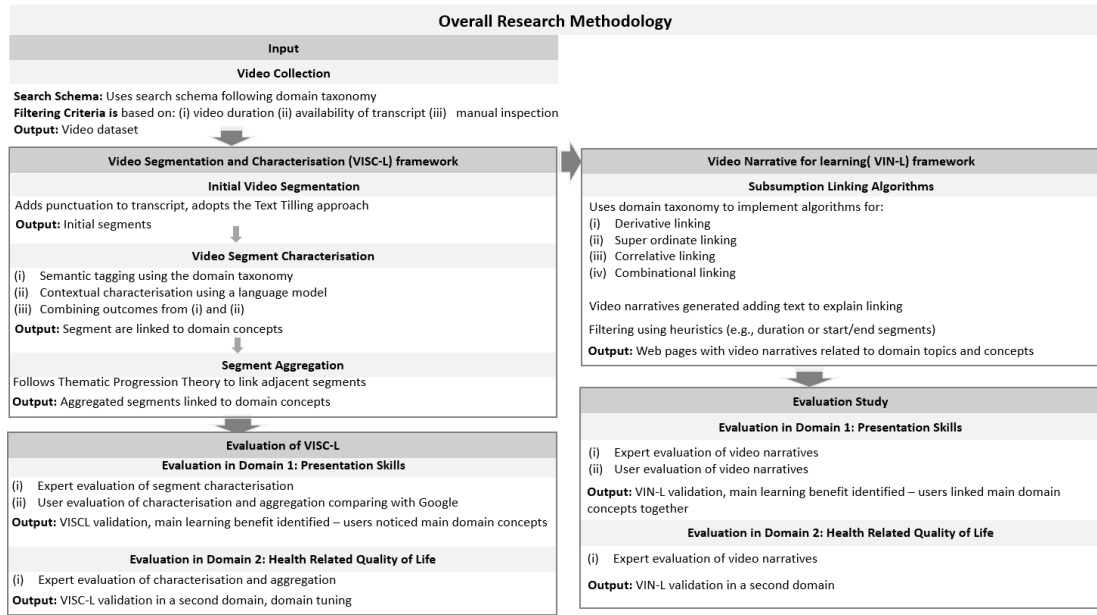 Overall Research Methodology
Input
Video Collection
Search Schema: Uses search schema following domain taxonomy
Filtering Criteria is based on: (i) video duration (ii) availability of transcript (iii) manual inspection
Output: Video dataset
Video Segmentation and Characterisation (VISC-L) framework
Initial Video Segmentation
Adds punctuation to transcript, adopts the Text Tilling approach
Output: Initial segments
Video Segment Characterisation
(i) Semantic tagging using the domain taxonomy
(ii) Contextual characterisation using a language model
(iii) Combining outcomes from (i) and (ii)
Output: Segment are linked to domain concepts
Segment Aggregation
Follows Thematic Progression Theory to link adjacent segments
Output: Aggregated segments linked to domain concepts
Evaluation of VISC-L
Evaluation in Domain 1: Presentation Skills
(i) Expert evaluation of segment characterisation
(ii) User evaluation of characterisation and aggregation comparing with Google
Output: VISCL validation, main learning benefit identified – users noticed main domain concepts
Evaluation in Domain 2: Health Related Quality of Life
(i) Expert evaluation of characterisation and aggregation
Output: VISC-L validation in a second domain, domain tuning
Video Narrative for learning( VIN-L) framework
Subsumption Linking Algorithms
Uses domain taxonomy to implement algorithms for:
(i) Derivative linking
(ii) Super ordinate linking
(iii) Correlative linking
(iv) Combinational linking
Video narratives generated adding text to explain linking
Filtering using heuristics (e.g., duration or start/end segments)
Output: Web pages with video narratives related to domain topics and concepts
Evaluation Study
Evaluation in Domain 1: Presentation Skills
(i) Expert evaluation of video narratives
(ii) User evaluation of video narratives
Output: VIN-L validation, main learning benefit identified – users linked main domain
concepts together
Evaluation in Domain 2: Health Related Quality of Life
(i) Expert evaluation of video narratives
Output: VIN-L validation in a second domain